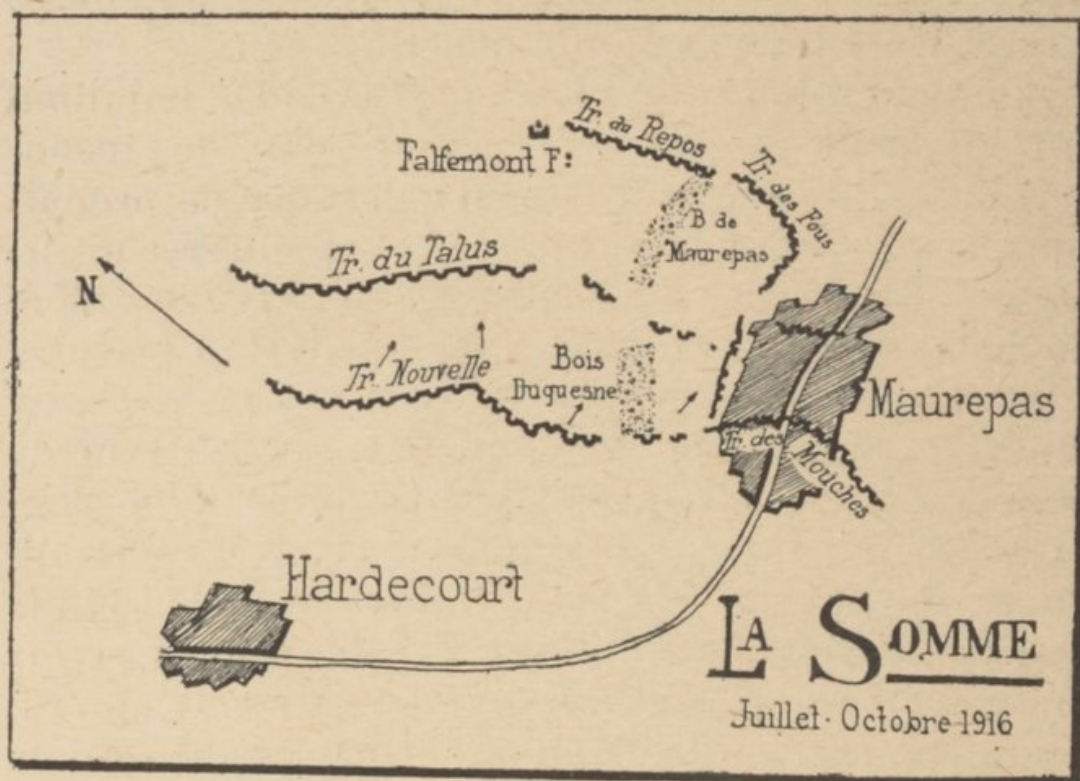 Tr. du Repos
Falfemont F:
Tr. des Fous
B de
Maurepas
Tr. du Talus
N
Tr. Nouvelle
Bois
Duquesne
Maurepas
Tr. des Mouches
Hardecourt
LA SOMME
Juillet - Octobre 1916